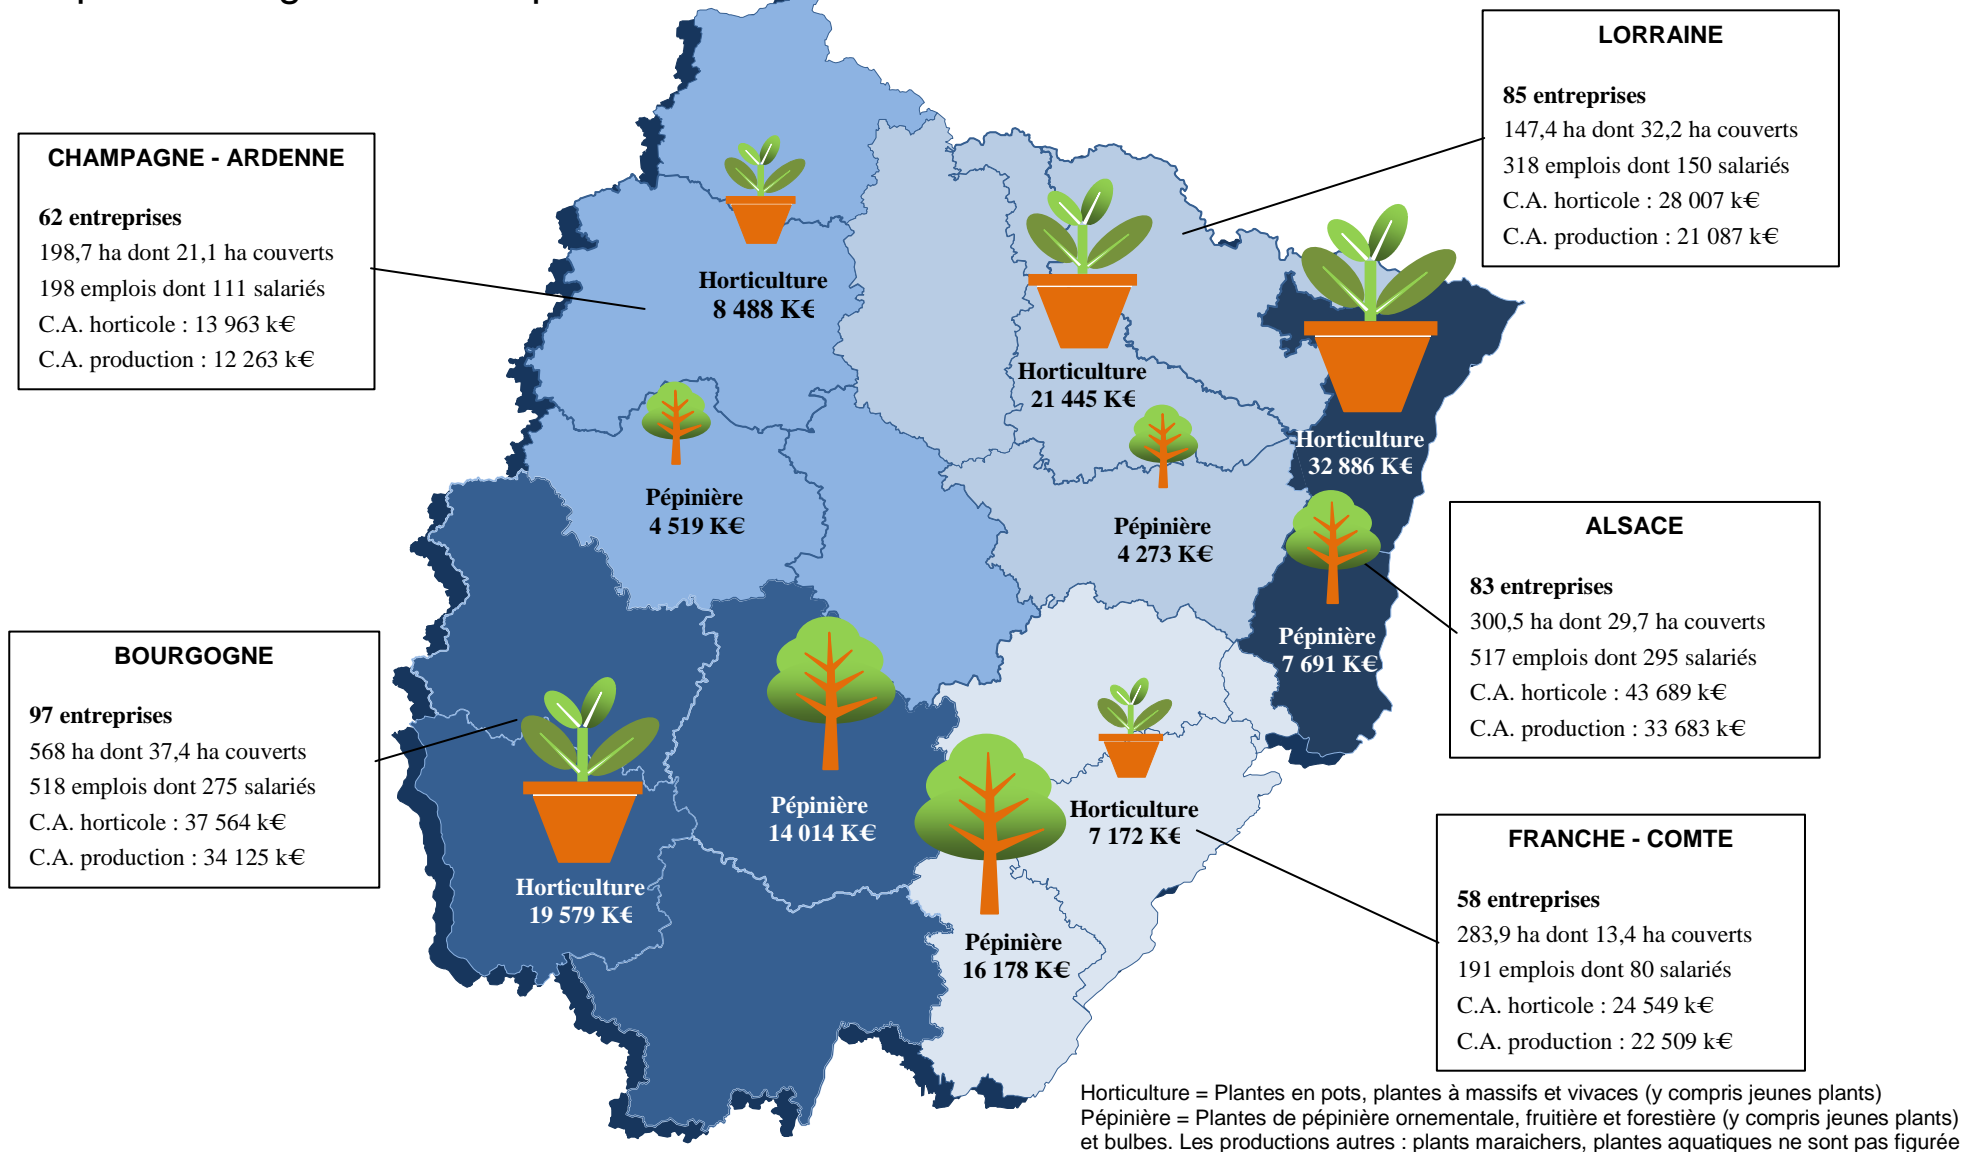 LORRAINE
85 entreprises
147,4 ha dont 32,2 ha couverts
318 emplois dont 150 salariés
C.A. horticole : 28 007 k€
C.A. production : 21 087 k€
CHAMPAGNE - ARDENNE
62 entreprises
198,7 ha dont 21,1 ha couverts
198 emplois dont 111 salariés
C.A. horticole : 13 963 k€
C.A. production : 12 263 k€
Horticulture
8 488 K€
Horticulture
21 445 K€
Horticulture
32 886 K€
Pépinière
4 519 K€
Pépinière
4 273 K€
Pépinière
7 691 K€
ALSACE
83 entreprises
300,5 ha dont 29,7 ha couverts
517 emplois dont 295 salariés
C.A. horticole : 43 689 k€
C.A. production : 33 683 k€
BOURGOGNE
97 entreprises
568 ha dont 37,4 ha couverts
518 emplois dont 275 salariés
C.A. horticole : 37 564 k€
C.A. production : 34 125 k€
Pépinière
14 014 K€
Horticulture
7 172 K€
Horticulture
19 579 K€
Pépinière
16 178 K€
FRANCHE - COMTE
58 entreprises
283,9 ha dont 13,4 ha couverts
191 emplois dont 80 salariés
C.A. horticole : 24 549 k€
C.A. production : 22 509 k€
Horticulture = Plantes en pots, plantes à massifs et vivaces (y compris jeunes plants)
Pépinière = Plantes de pépinière ornementale, fruitière et forestière (y compris jeunes plants)
et bulbes. Les productions autres : plants maraichers, plantes aquatiques ne sont pas figurée